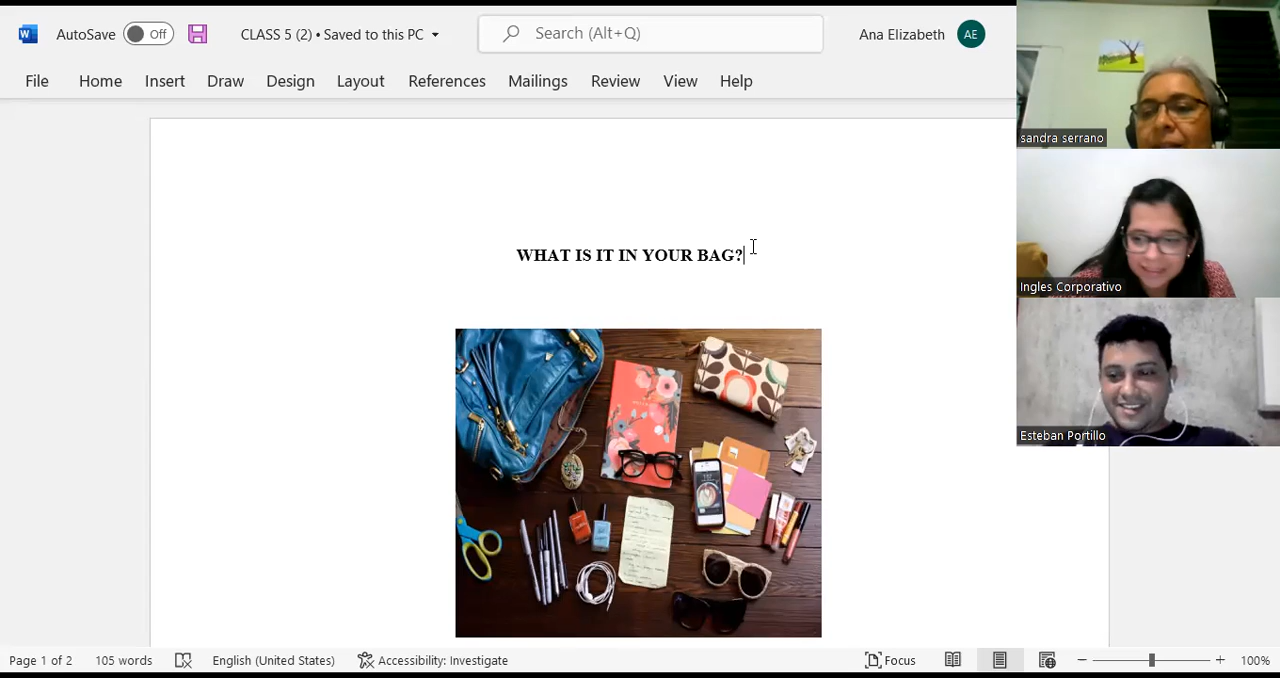 AutoSave Off CLASS 5 (2) • Saved to this PC Search (Alt+Q) Ana Elizabeth AE
File Home Insert Draw Design Layout References Mailings Review View Help
WHAT IS IT IN YOUR BAG?
sandra serrano
Ingles Corporativo
Esteban Portillo
Page 1 of 2 105 words English (United States) Accessibility: Investigate Focus 100%